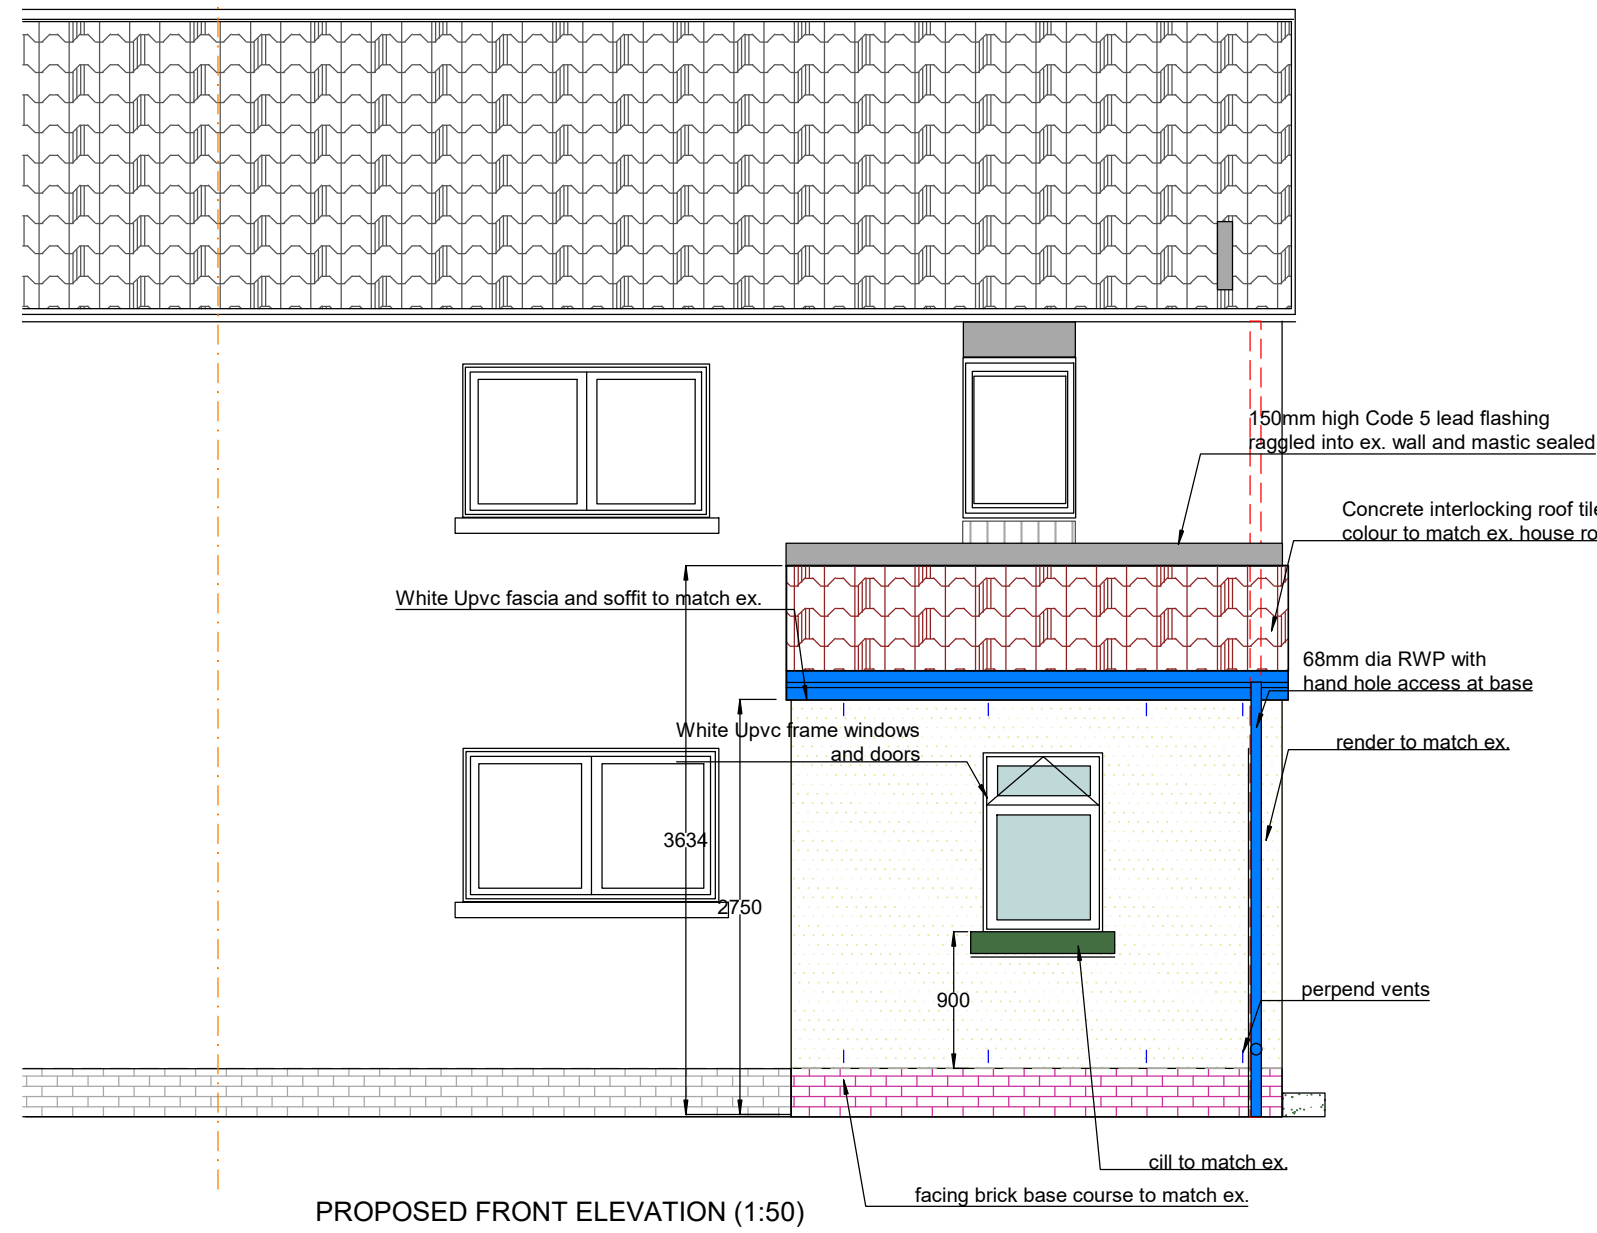 150mm high Code 5 lead flashing
raggled into ex. wall and mastic sealed
Concrete interlocking roof tile
colour to match ex. house ro
White Upvc fascia and soffit to match ex.
68mm dia RWP with
hand hole access at base
White Upvc frame windows
and doors
render to match ex.
3634
2750
900
perpend vents
cill to match ex.
facing brick base course to match ex.
PROPOSED FRONT ELEVATION (1:50)